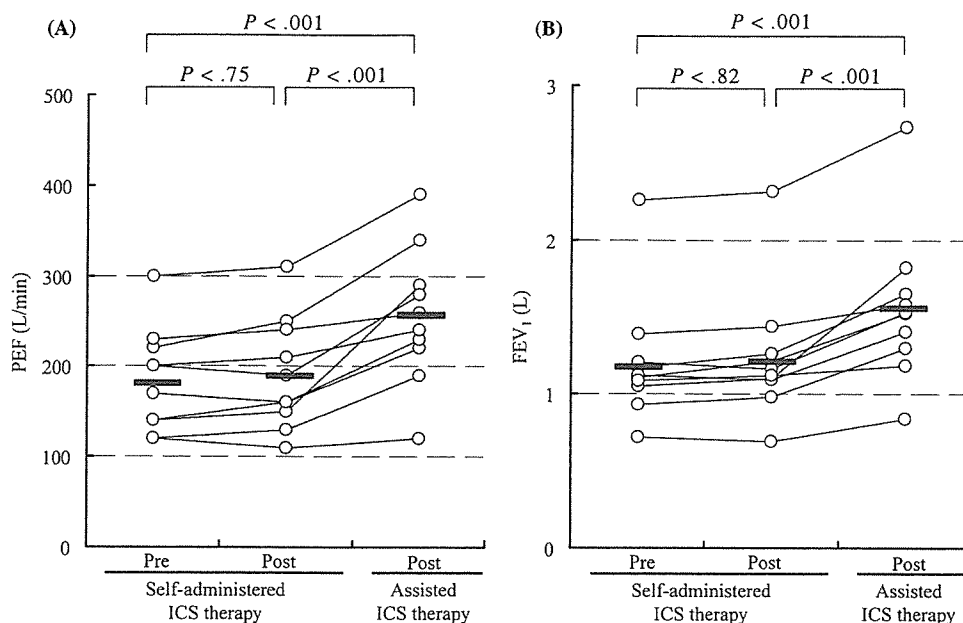 (A)
P < .001
P < .75
P < .001
500
400
300
200
100
0
PEF (L/min)
Pre
Post
Post
Self-administered
ICS therapy
Assisted
ICS therapy
(B)
P < .001
P < .82
P < .001
3
2
1
0
FEV1 (L)
Pre
Post
Post
Self-administered
ICS therapy
Assisted
ICS therapy